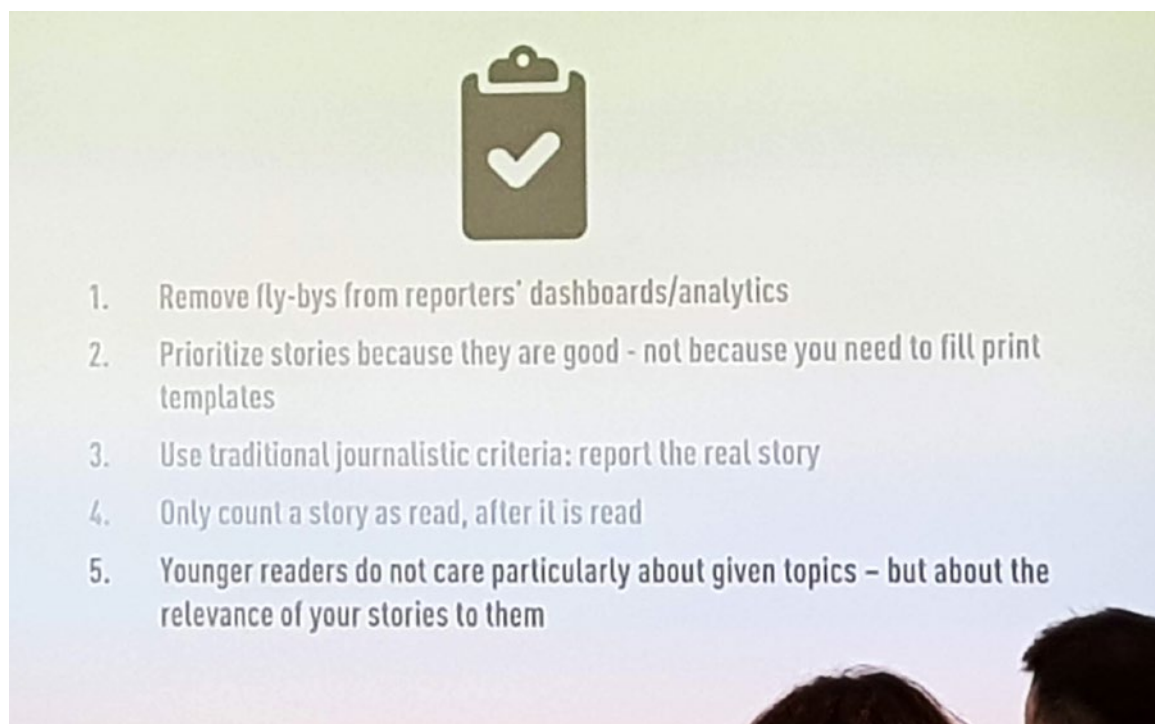 1. Remove fly-bys from reporters' dashboards/analytics
2. Prioritize stories because they are good - not because you need to fill print
templates
3. Use traditional journalistic criteria: report the real story
4. Only count a story as read, after it is read
5. Younger readers do not care particularly about given topics – but about the
relevance of your stories to them